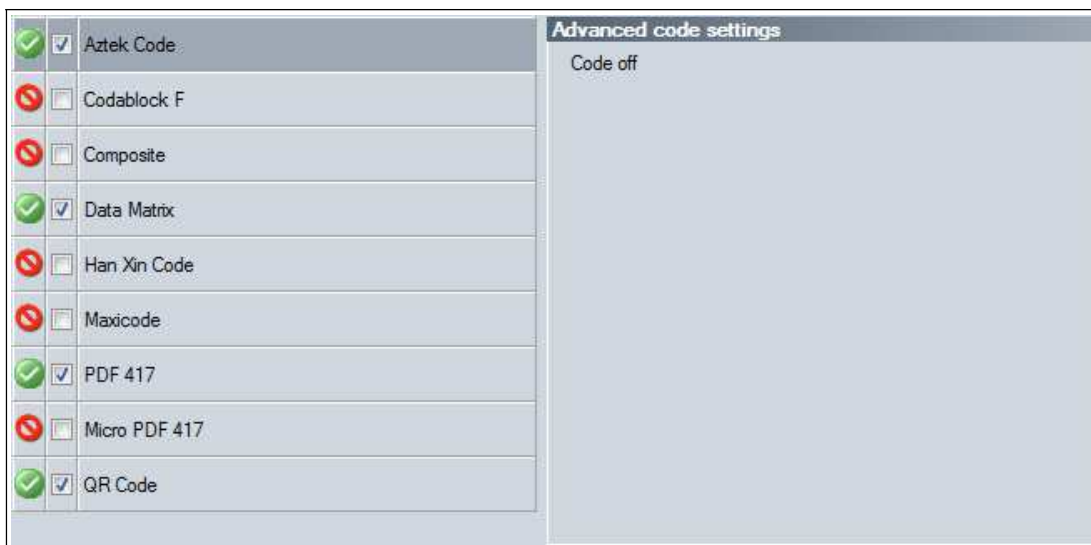 Aztek Code
Codablock F
Composite
Data Matrix
Han Xin Code
Maxicode
PDF 417
Micro PDF 417
QR Code
Advanced code settings
Code off